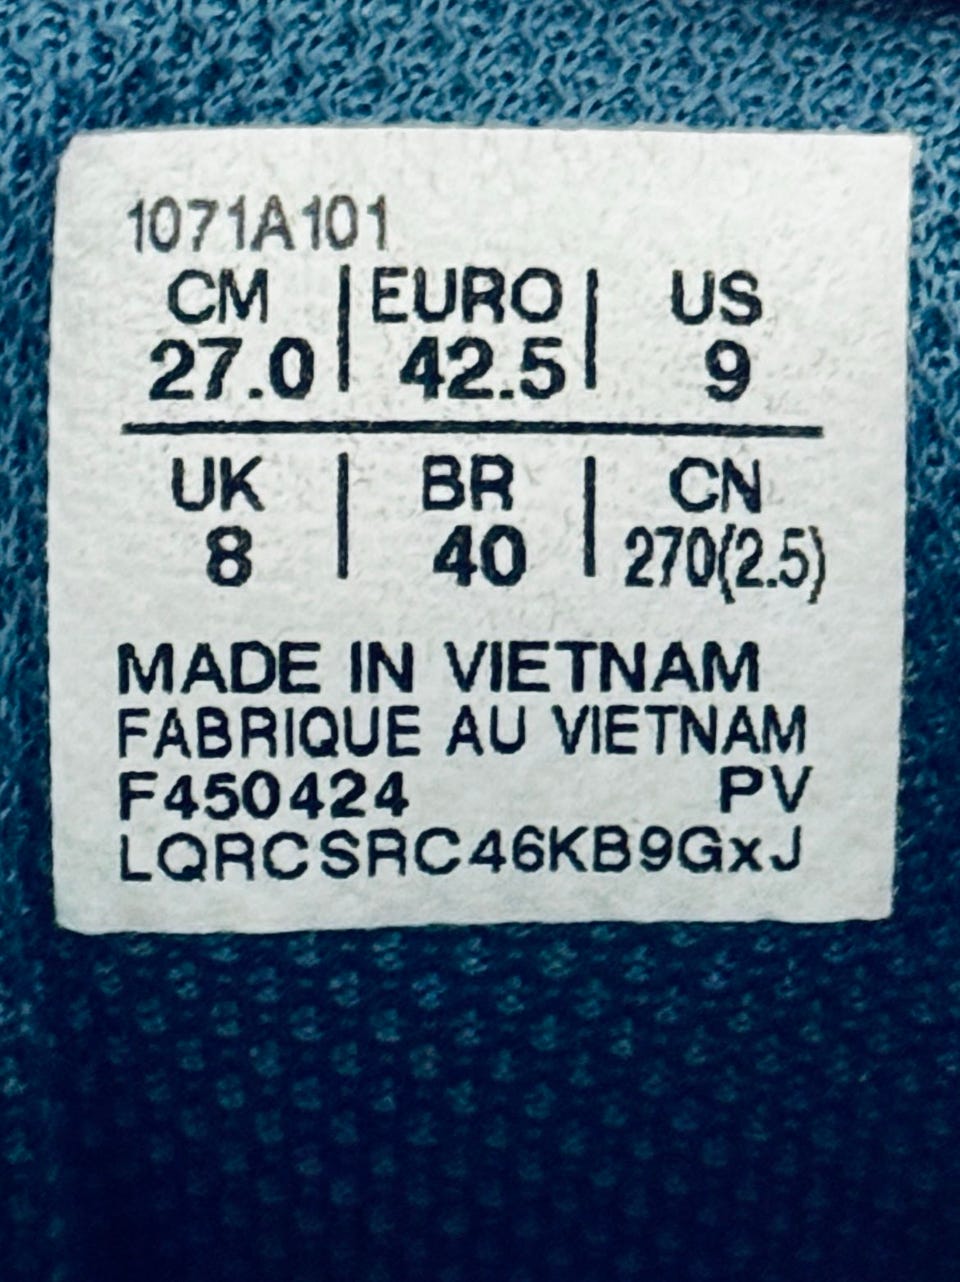 1071A101
CM | EURO | US
27.0 | 42.5 | 9
UK | BR | CN
8 | 40 | 270(2.5)
MADE IN VIETNAM
FABRIQUE AU VIETNAM
F450424 PV
LQRCSRC46KB9GxJ